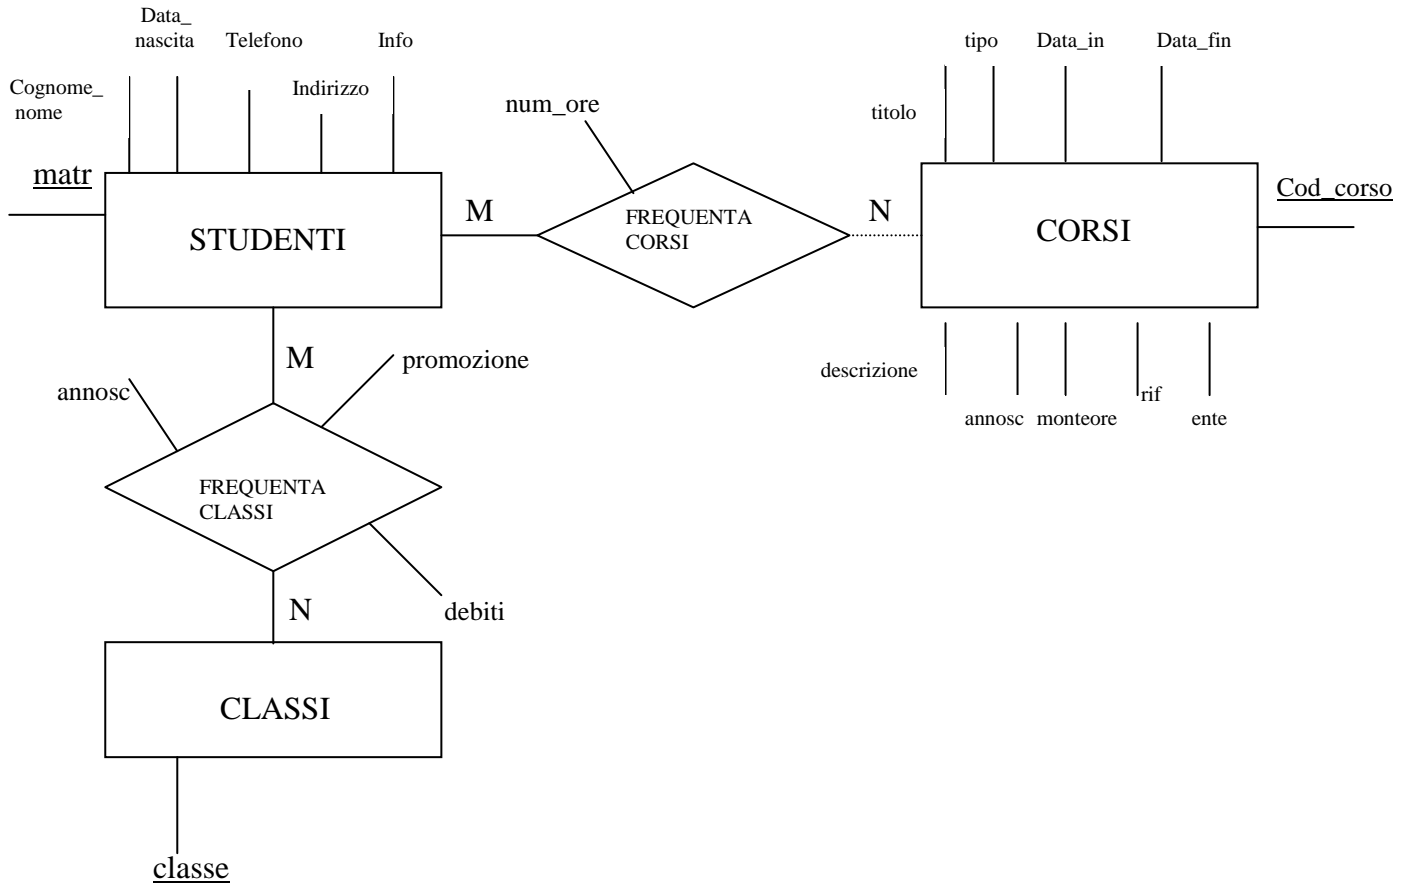 Data_
nascita
Telefono
Info
tipo
Data_in
Data_fin
Cognome_
nome
Indirizzo
num_ore
titolo
matr
Cod_corso
M
FREQUENTA
CORSI
N
STUDENTI
CORSI
M
promozione
annosc
descrizione
annosc
monteore
rif
ente
FREQUENTA
CLASSI
N
debiti
CLASSI
classe